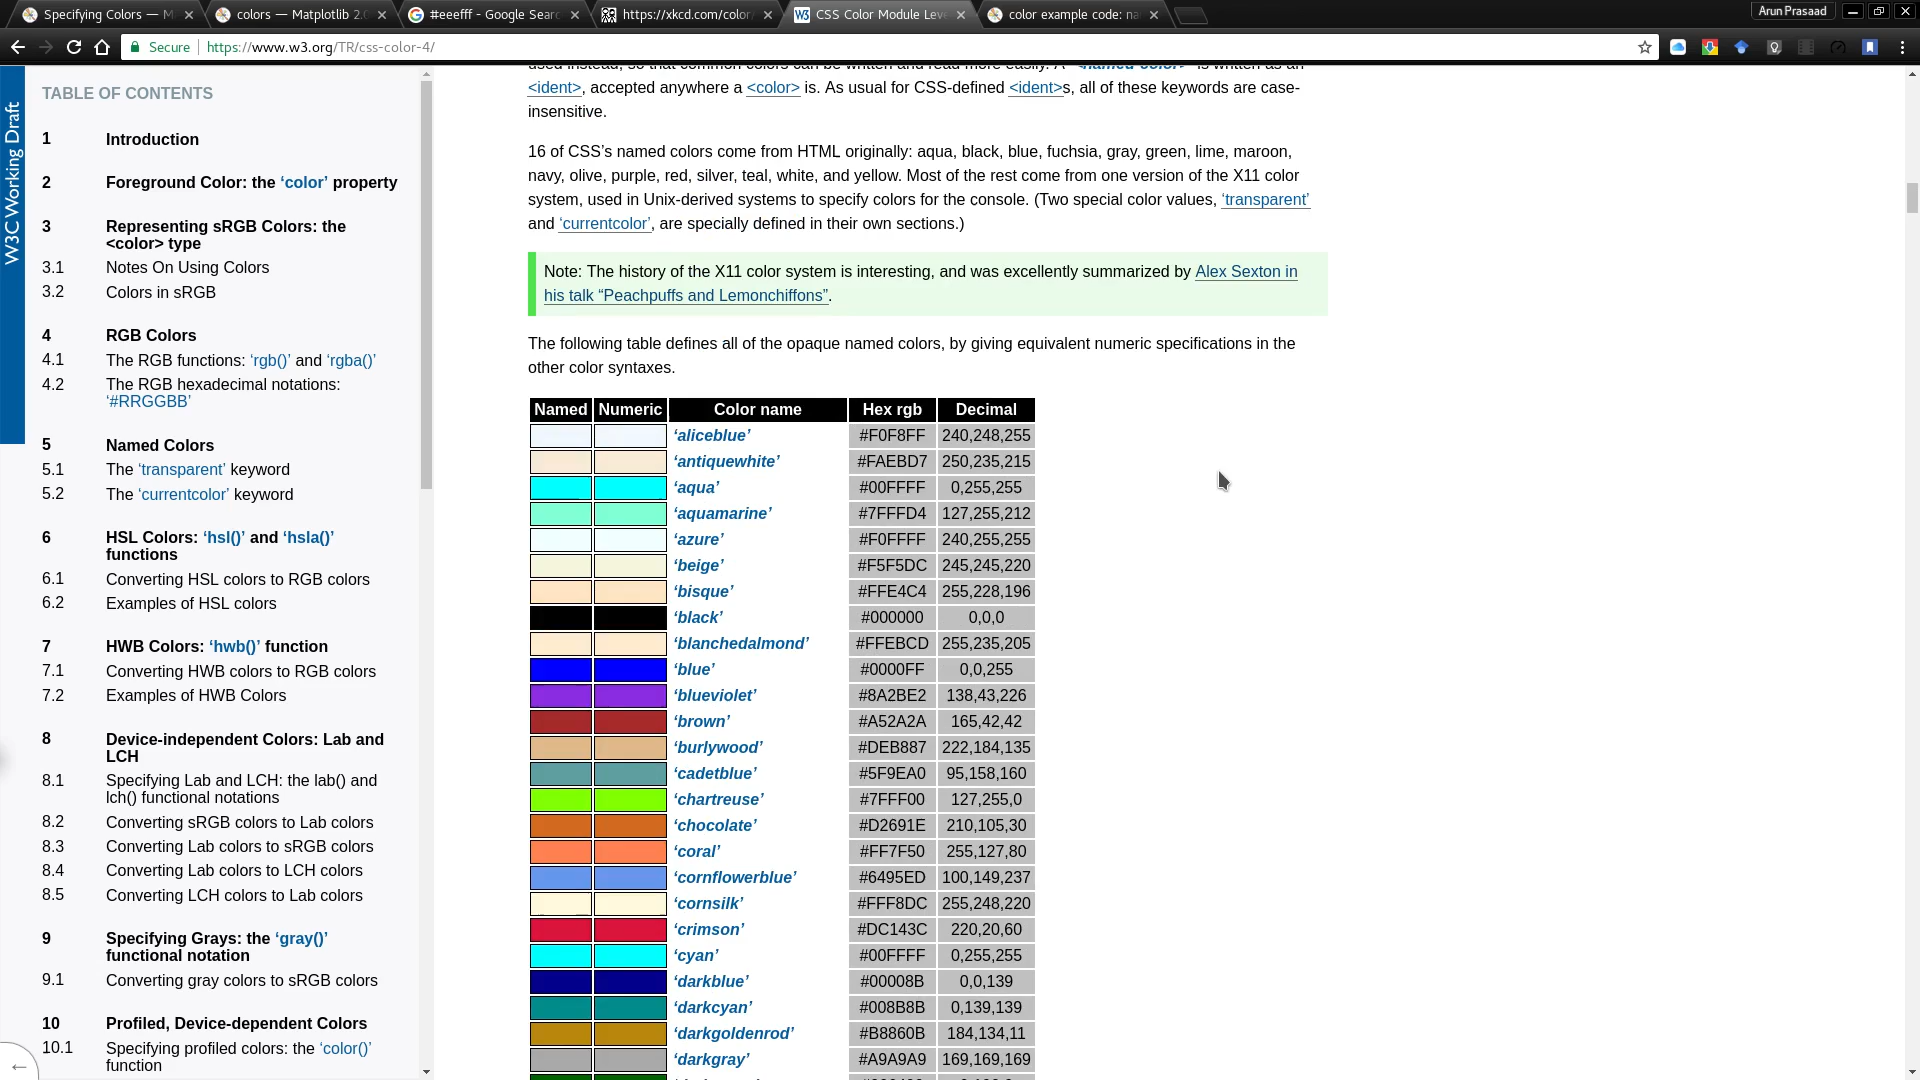 Specifying Colors — M
colors — Matplotlib 2.0
#eeefff - Google Sear
https://xkcd.com/color
CSS Color Module Leve
color example code: na
Arun Prasaad
Secure
https://www.w3.org/TR/css-color-4/
W3C Working Draft
TABLE OF CONTENTS
1 Introduction
2 Foreground Color: the ‘color’ property
3 Representing sRGB Colors: the
<color> type
3.1 Notes On Using Colors
3.2 Colors in sRGB
4 RGB Colors
4.1 The RGB functions: ‘rgb()’ and ‘rgba()’
4.2 The RGB hexadecimal notations:
‘#RRGGBB’
5 Named Colors
5.1 The ‘transparent’ keyword
5.2 The ‘currentcolor’ keyword
6 HSL Colors: ‘hsl()’ and ‘hsla()’
functions
6.1 Converting HSL colors to RGB colors
6.2 Examples of HSL colors
7 HWB Colors: ‘hwb()’ function
7.1 Converting HWB colors to RGB colors
7.2 Examples of HWB Colors
8 Device-independent Colors: Lab and
LCH
8.1 Specifying Lab and LCH: the lab() and
lch() functional notations
8.2 Converting sRGB colors to Lab colors
8.3 Converting Lab colors to sRGB colors
8.4 Converting Lab colors to LCH colors
8.5 Converting LCH colors to Lab colors
9 Specifying Grays: the ‘gray()’
functional notation
9.1 Converting gray colors to sRGB colors
10 Profiled, Device-dependent Colors
10.1 Specifying profiled colors: the ‘color()’
function
used instead, so that common colors can be written and read more easily. A <named-color> is written as an
<ident>, accepted anywhere a <color> is. As usual for CSS-defined <ident>s, all of these keywords are case-
insensitive.
16 of CSS’s named colors come from HTML originally: aqua, black, blue, fuchsia, gray, green, lime, maroon,
navy, olive, purple, red, silver, teal, white, and yellow. Most of the rest come from one version of the X11 color
system, used in Unix-derived systems to specify colors for the console. (Two special color values, ‘transparent’
and ‘currentcolor’, are specially defined in their own sections.)
Note: The history of the X11 color system is interesting, and was excellently summarized by Alex Sexton in
his talk “Peachpuffs and Lemonchiffons”.
The following table defines all of the opaque named colors, by giving equivalent numeric specifications in the
other color syntaxes.
Named Numeric Color name Hex rgb Decimal
‘aliceblue’ #F0F8FF 240,248,255
‘antiquewhite’ #FAEBD7 250,235,215
‘aqua’ #00FFFF 0,255,255
‘aquamarine’ #7FFFD4 127,255,212
‘azure’ #F0FFFF 240,255,255
‘beige’ #F5F5DC 245,245,220
‘bisque’ #FFE4C4 255,228,196
‘black’ #000000 0,0,0
‘blanchedalmond’ #FFEBCD 255,235,205
‘blue’ #0000FF 0,0,255
‘blueviolet’ #8A2BE2 138,43,226
‘brown’ #A52A2A 165,42,42
‘burlywood’ #DEB887 222,184,135
‘cadetblue’ #5F9EA0 95,158,160
‘chartreuse’ #7FFF00 127,255,0
‘chocolate’ #D2691E 210,105,30
‘coral’ #FF7F50 255,127,80
‘cornflowerblue’ #6495ED 100,149,237
‘cornsilk’ #FFF8DC 255,248,220
‘crimson’ #DC143C 220,20,60
‘cyan’ #00FFFF 0,255,255
‘darkblue’ #00008B 0,0,139
‘darkcyan’ #008B8B 0,139,139
‘darkgoldenrod’ #B8860B 184,134,11
‘darkgray’ #A9A9A9 169,169,169